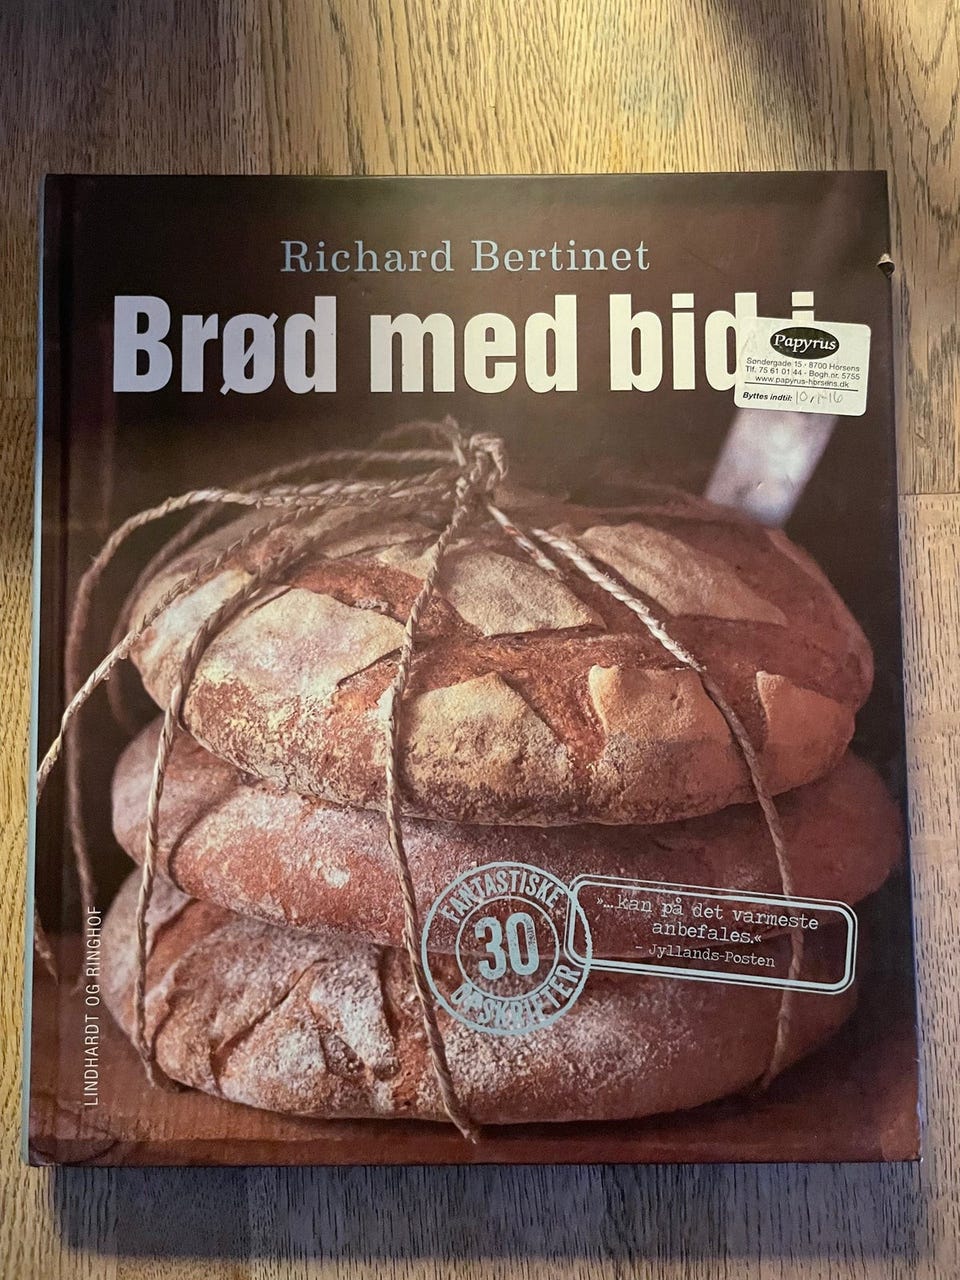 Richard Bertinet
Brød med bid i
Papyrus
Søndergade 15 - 8700 Horsens
Tlf. 75 61 01 44 - Bogh.nr. 5755
www.papyrus-horsens.dk
Byttes indtil:
FANTASTISKE
30
OPSKRIFTER
»...kan på det varmeste
anbefales.«
- Jyllands-Posten
LINDHARDT OG RINGHOF